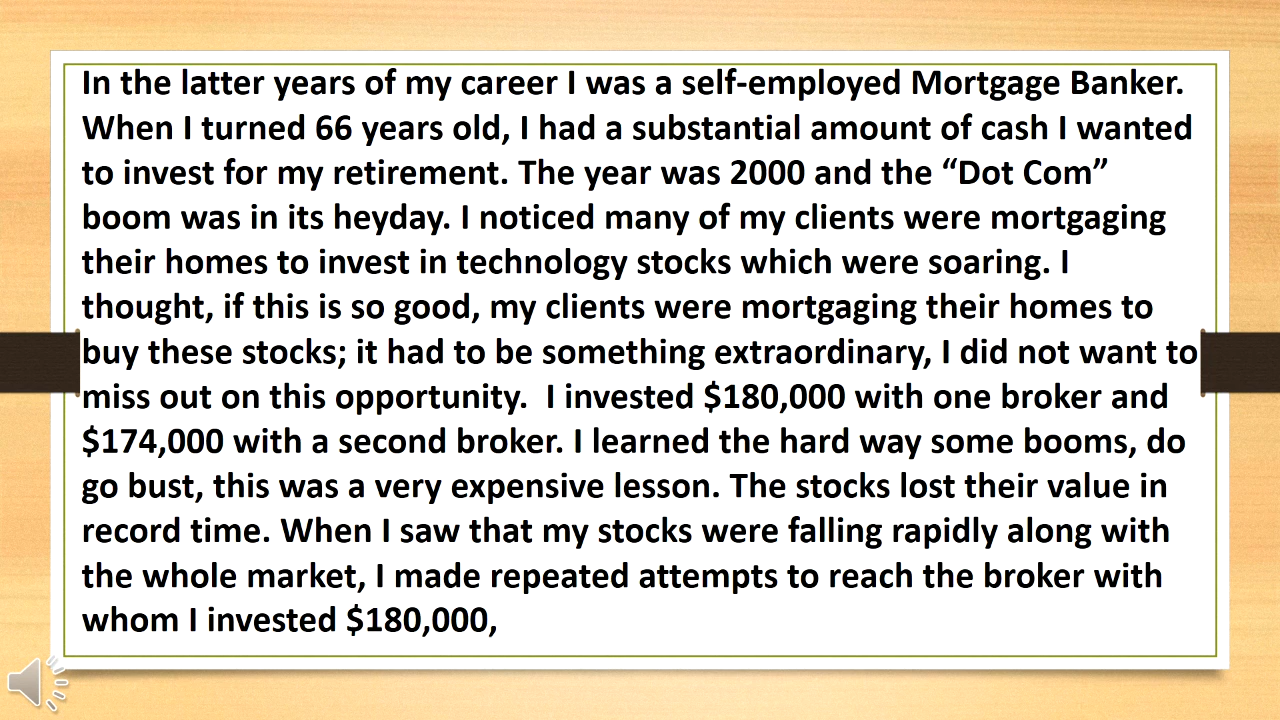 In the latter years of my career I was a self-employed Mortgage Banker.
When I turned 66 years old, I had a substantial amount of cash I wanted
to invest for my retirement. The year was 2000 and the “Dot Com”
boom was in its heyday. I noticed many of my clients were mortgaging
their homes to invest in technology stocks which were soaring. I
thought, if this is so good, my clients were mortgaging their homes to
buy these stocks; it had to be something extraordinary, I did not want to
miss out on this opportunity.  I invested $180,000 with one broker and
$174,000 with a second broker. I learned the hard way some booms, do
go bust, this was a very expensive lesson. The stocks lost their value in
record time. When I saw that my stocks were falling rapidly along with
the whole market, I made repeated attempts to reach the broker with
whom I invested $180,000,